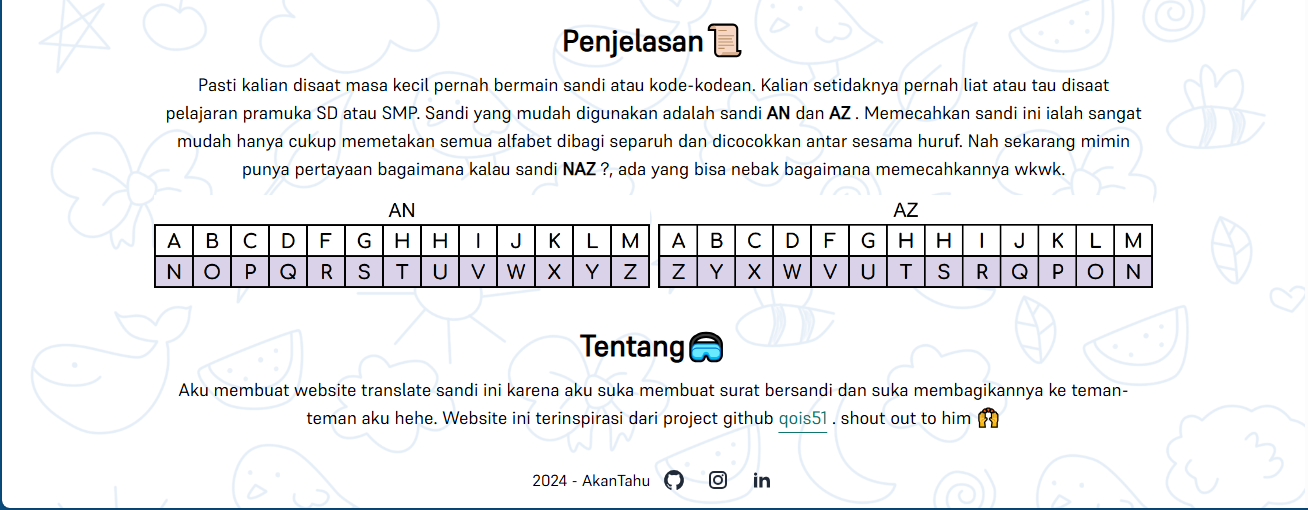 Penjelasan
Pasti kalian disaat masa kecil pernah bermain sandi atau kode-kodean. Kalian setidaknya pernah liat atau tau disaat
pelajaran pramuka SD atau SMP. Sandi yang mudah digunakan adalah sandi AN dan AZ . Memecahkan sandi ini ialah sangat
mudah hanya cukup memetakan semua alfabet dibagi separuh dan dicocokkan antar sesama huruf. Nah sekarang mimin
punya pertayaan bagaimana kalau sandi NAZ ?, ada yang bisa nebak bagaimana memecahkannya wkwk.
AN
A B C D F G H H I J K L M
N O P Q R S T U V W X Y Z
AZ
A B C D F G H H I J K L M
Z Y X W V U T S R Q P O N
Tentang
Aku membuat website translate sandi ini karena aku suka membuat surat bersandi dan suka membagikannya ke teman-
teman aku hehe. Website ini terinspirasi dari project github qois51 . shout out to him
2024 - AkanTahu